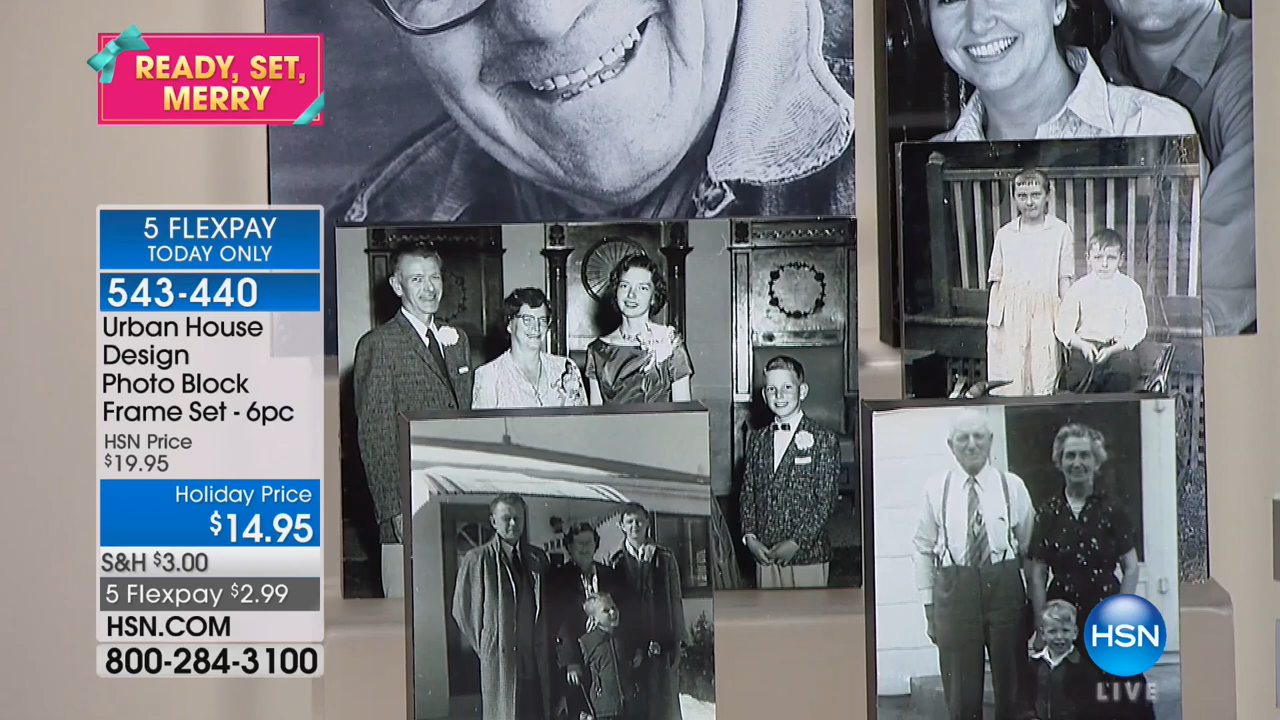 READY, SET,
MERRY
5 FLEXPAY
TODAY ONLY
543-440
Urban House
Design
Photo Block
Frame Set - 6pc
HSN Price
$19.95
Holiday Price
$14.95
S&H $3.00
5 Flexpay $2.99
HSN.COM
800-284-3100
HSN
LIVE